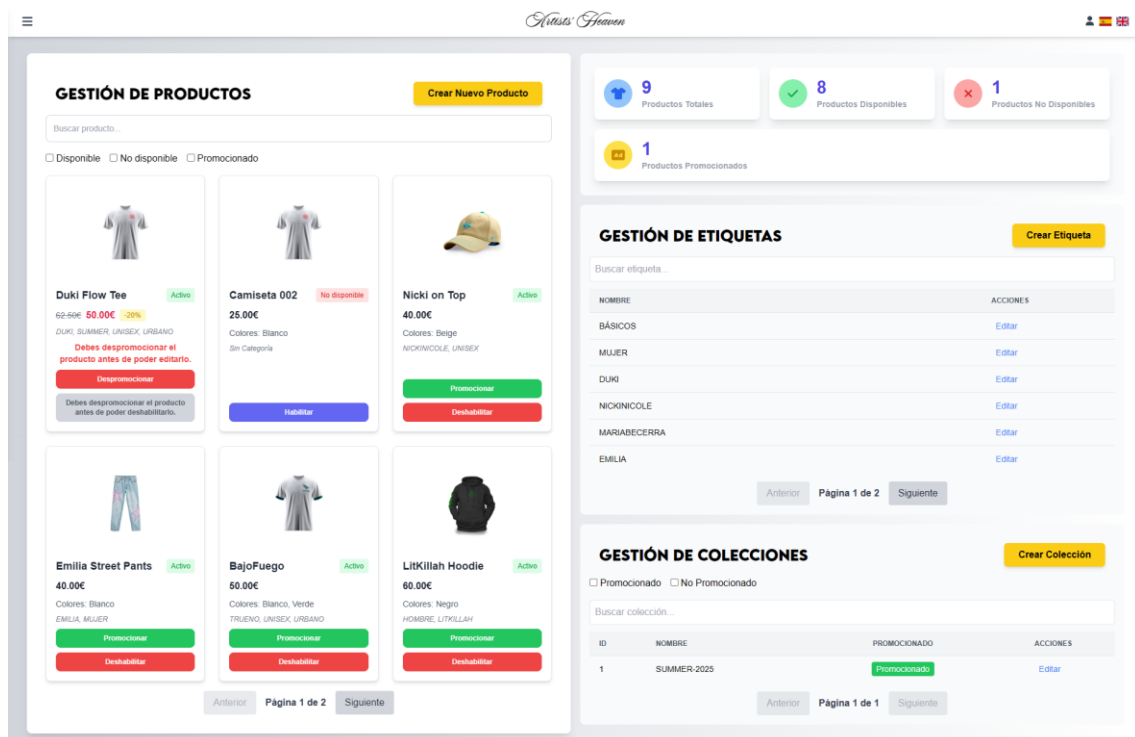 Artists' Heaven
GESTIÓN DE PRODUCTOS
Crear Nuevo Producto
Buscar producto...
Disponible
No disponible
Promocionado
Duki Flow Tee
Activo
62.50€ 50.00€ -20%
DUKI, SUMMER, UNISEX, URBANO
Debes despromocionar el
producto antes de poder editarlo.
Despromocionar
Debes despromocionar el producto
antes de poder deshabilitarlo.
Camiseta 002
No disponible
25.00€
Colores: Blanco
Sin Categoría
Habilitar
Nicki on Top
Activo
40.00€
Colores: Beige
NICKINICOLE, UNISEX
Promocionar
Deshabilitar
Emilia Street Pants
Activo
40.00€
Colores: Blanco
EMILIA, MUJER
Promocionar
Deshabilitar
BajoFuego
Activo
50.00€
Colores: Blanco, Verde
TRUENO, UNISEX, URBANO
Promocionar
Deshabilitar
LitKillah Hoodie
Activo
60.00€
Colores: Negro
HOMBRE, LITKILLAH
Promocionar
Deshabilitar
Anterior
Página 1 de 2
Siguiente
9
Productos Totales
8
Productos Disponibles
1
Productos No Disponibles
1
Productos Promocionados
GESTIÓN DE ETIQUETAS
Crear Etiqueta
Buscar etiqueta...
NOMBRE ACCIONES
BÁSICOS Editar
MUJER Editar
DUKI Editar
NICKINICOLE Editar
MARIABECERRA Editar
EMILIA Editar
Anterior
Página 1 de 2
Siguiente
GESTIÓN DE COLECCIONES
Crear Colección
Promocionado
No Promocionado
Buscar colección...
ID NOMBRE PROMOCIONADO ACCIONES
1 SUMMER-2025 Promocionado Editar
Anterior
Página 1 de 1
Siguiente